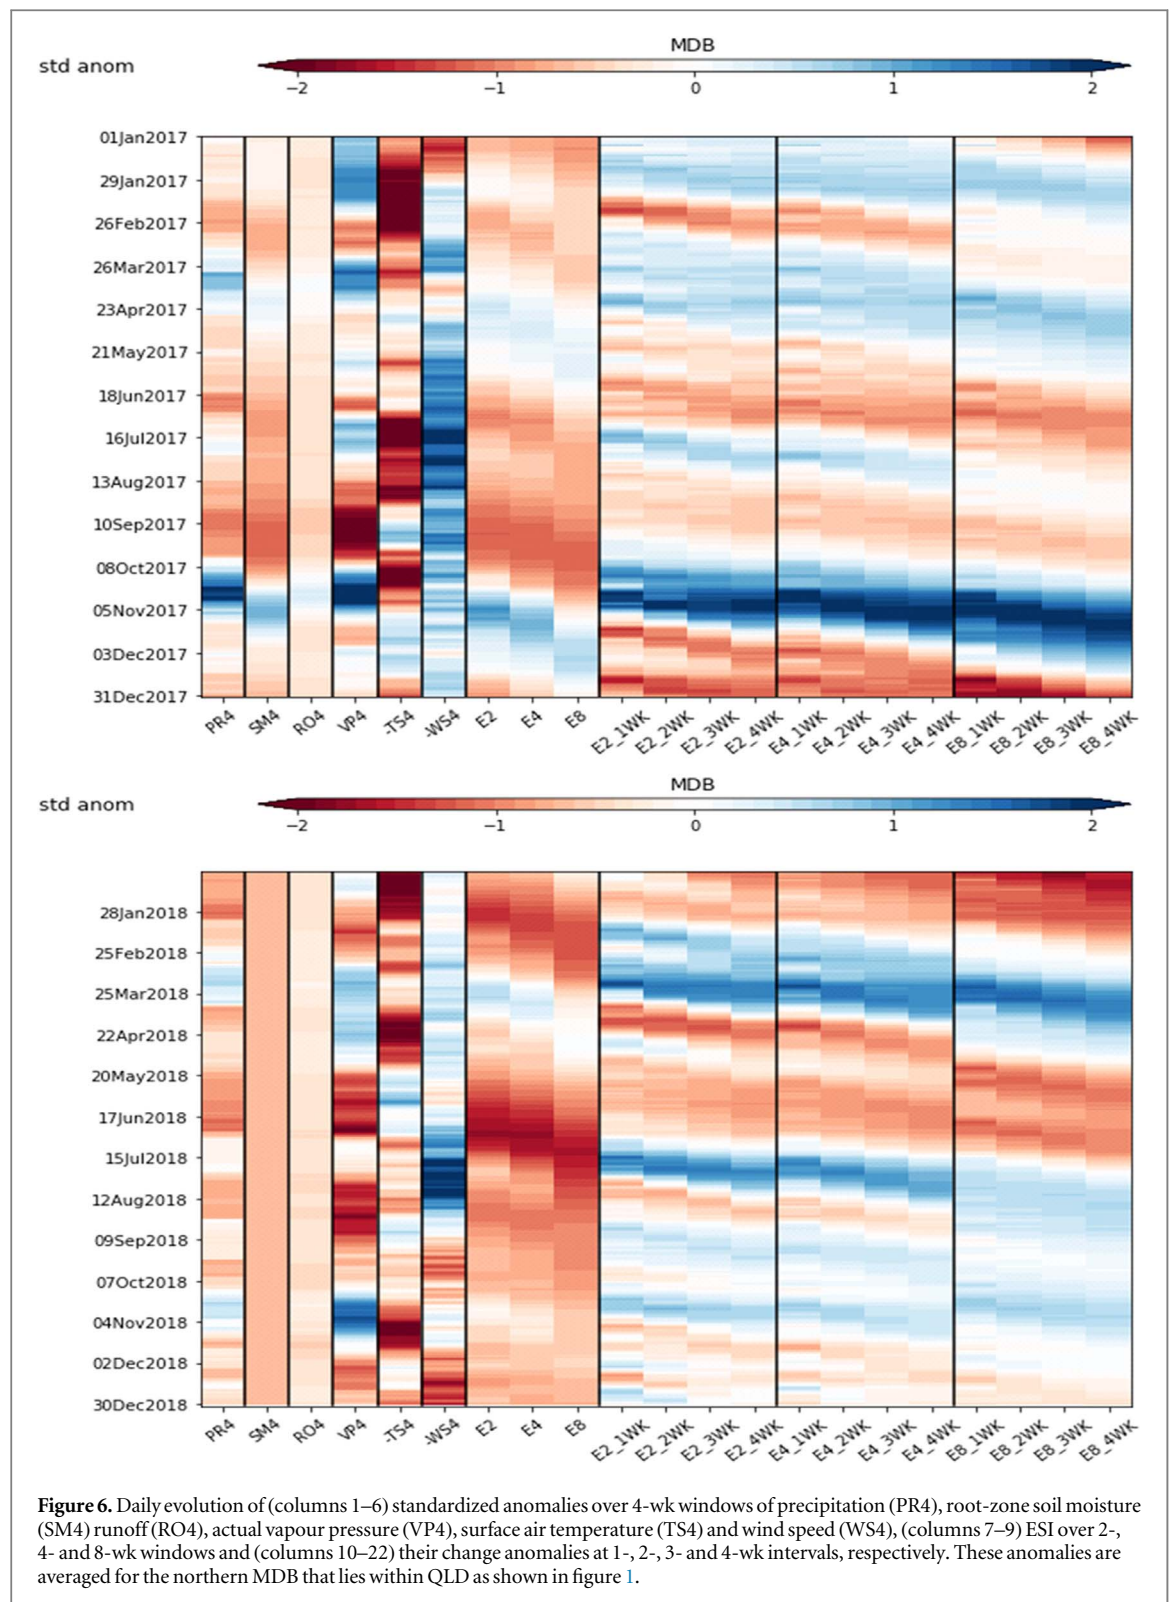 MDB
std anom
−2 −1 0 1 2
01Jan2017
29Jan2017
26Feb2017
26Mar2017
23Apr2017
21May2017
18Jun2017
16Jul2017
13Aug2017
10Sep2017
08Oct2017
05Nov2017
03Dec2017
31Dec2017
PR4 SM4 RO4 VP4 -TS4 -WS4 E2 E4 E8 E2_1WK E2_2WK E2_3WK E2_4WK E4_1WK E4_2WK E4_3WK E4_4WK E8_1WK E8_2WK E8_3WK E8_4WK
MDB
std anom
−2 −1 0 1 2
28Jan2018
25Feb2018
25Mar2018
22Apr2018
20May2018
17Jun2018
15Jul2018
12Aug2018
09Sep2018
07Oct2018
04Nov2018
02Dec2018
30Dec2018
PR4 SM4 RO4 VP4 -TS4 -WS4 E2 E4 E8 E2_1WK E2_2WK E2_3WK E2_4WK E4_1WK E4_2WK E4_3WK E4_4WK E8_1WK E8_2WK E8_3WK E8_4WK
Figure 6. Daily evolution of (columns 1–6) standardized anomalies over 4-wk windows of precipitation (PR4), root-zone soil moisture
(SM4) runoff (RO4), actual vapour pressure (VP4), surface air temperature (TS4) and wind speed (WS4), (columns 7–9) ESI over 2-,
4- and 8-wk windows and (columns 10–22) their change anomalies at 1-, 2-, 3- and 4-wk intervals, respectively. These anomalies are
averaged for the northern MDB that lies within QLD as shown in figure 1.